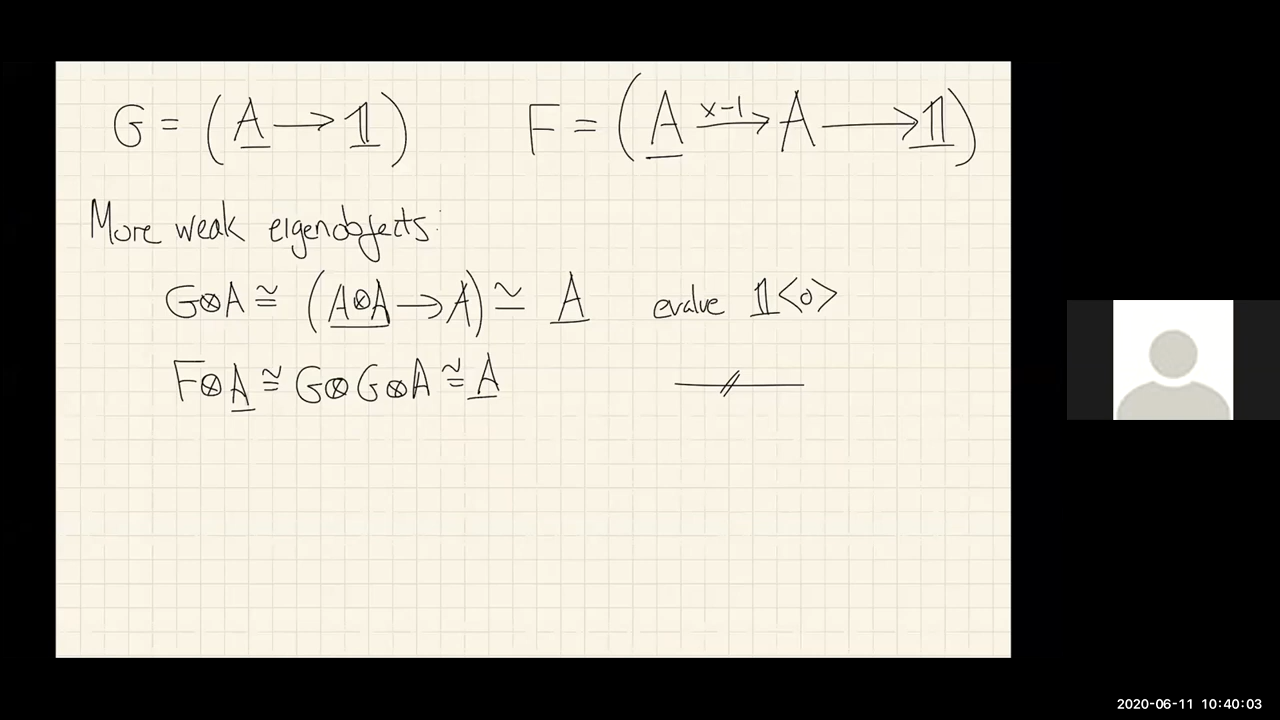 G = (A → 𝟙) F = (A x-1→ A → 𝟙)
More weak eigenobjects:
G⊗A ≅ (A⊗A → A) ≃ A evalue 𝟙<0>
F⊗A ≅ G⊗G⊗A ≅ A —//—
2020-06-11 10:40:03